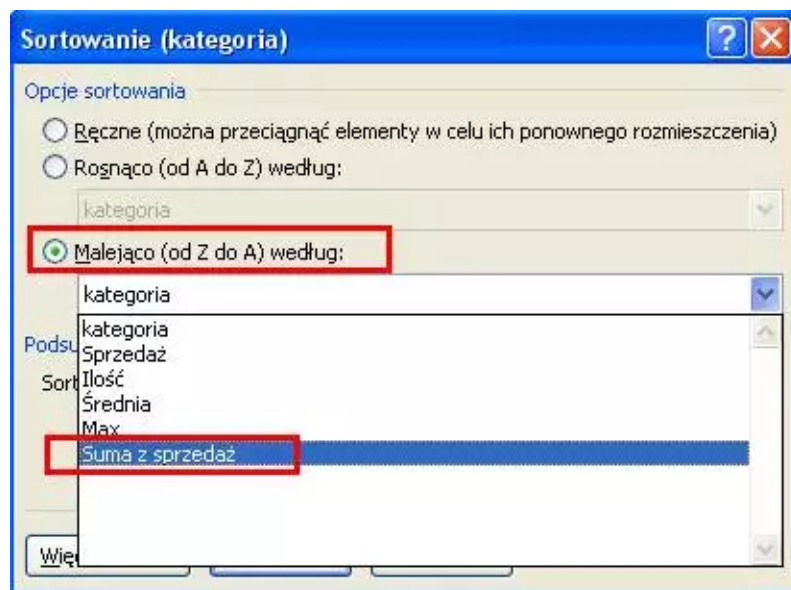 Sortowanie (kategoria)
Opcje sortowania
Ręczne (można przeciągnąć elementy w celu ich ponownego rozmieszczenia)
Rosnąco (od A do Z) według:
kategoria
Malejąco (od Z do A) według:
kategoria
kategoria
Sprzedaż
Ilość
Średnia
Max
Suma z sprzedaż